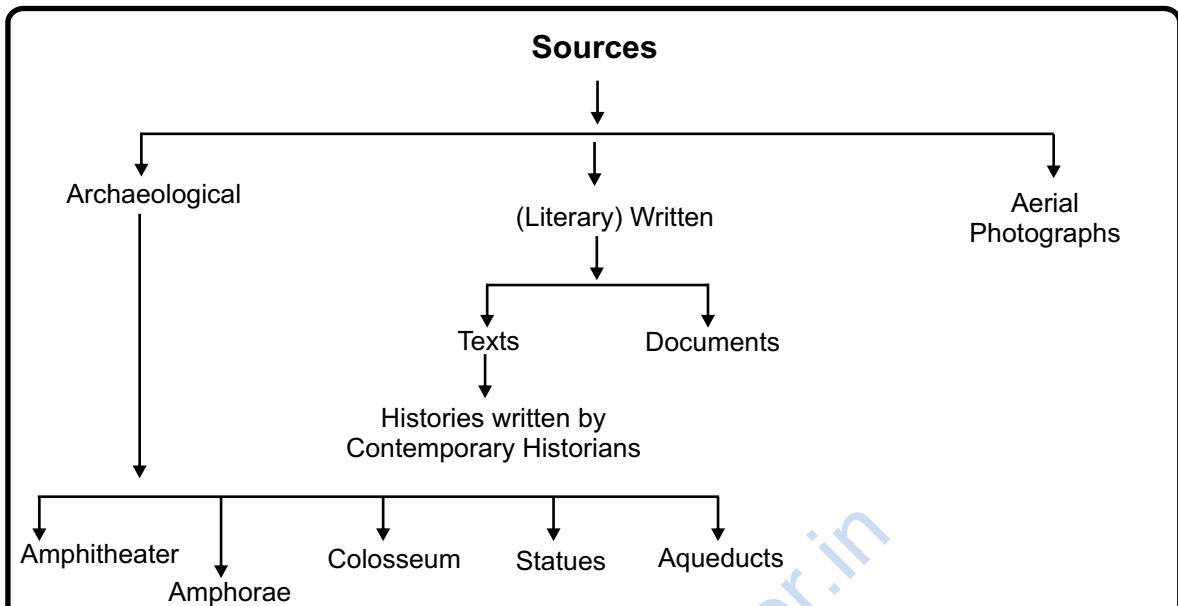 Sources
Archaeological
(Literary) Written
Aerial
Photographs
Texts
Documents
Histories written by
Contemporary Historians
Amphitheater
Amphorae
Colosseum
Statues
Aqueducts